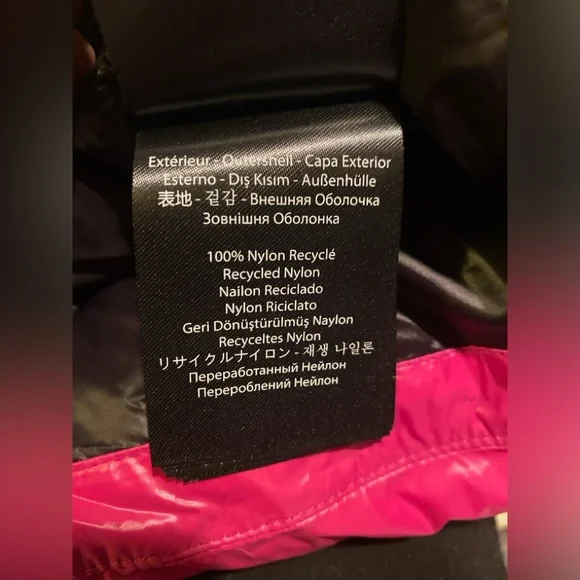 Extérieur - Outershell - Capa Exterior
Esterno - Dış Kısım - Außenhülle
表地 - 겉감 - Внешняя Оболочка
Зовнішня Оболонка
100% Nylon Recyclé
Recycled Nylon
Nailon Reciclado
Nylon Riciclato
Geri Dönüştürülmüş Naylon
Recyceltes Nylon
リサイクルナイロン - 재생 나일론
Переработанный Нейлон
Перероблений Нейлон